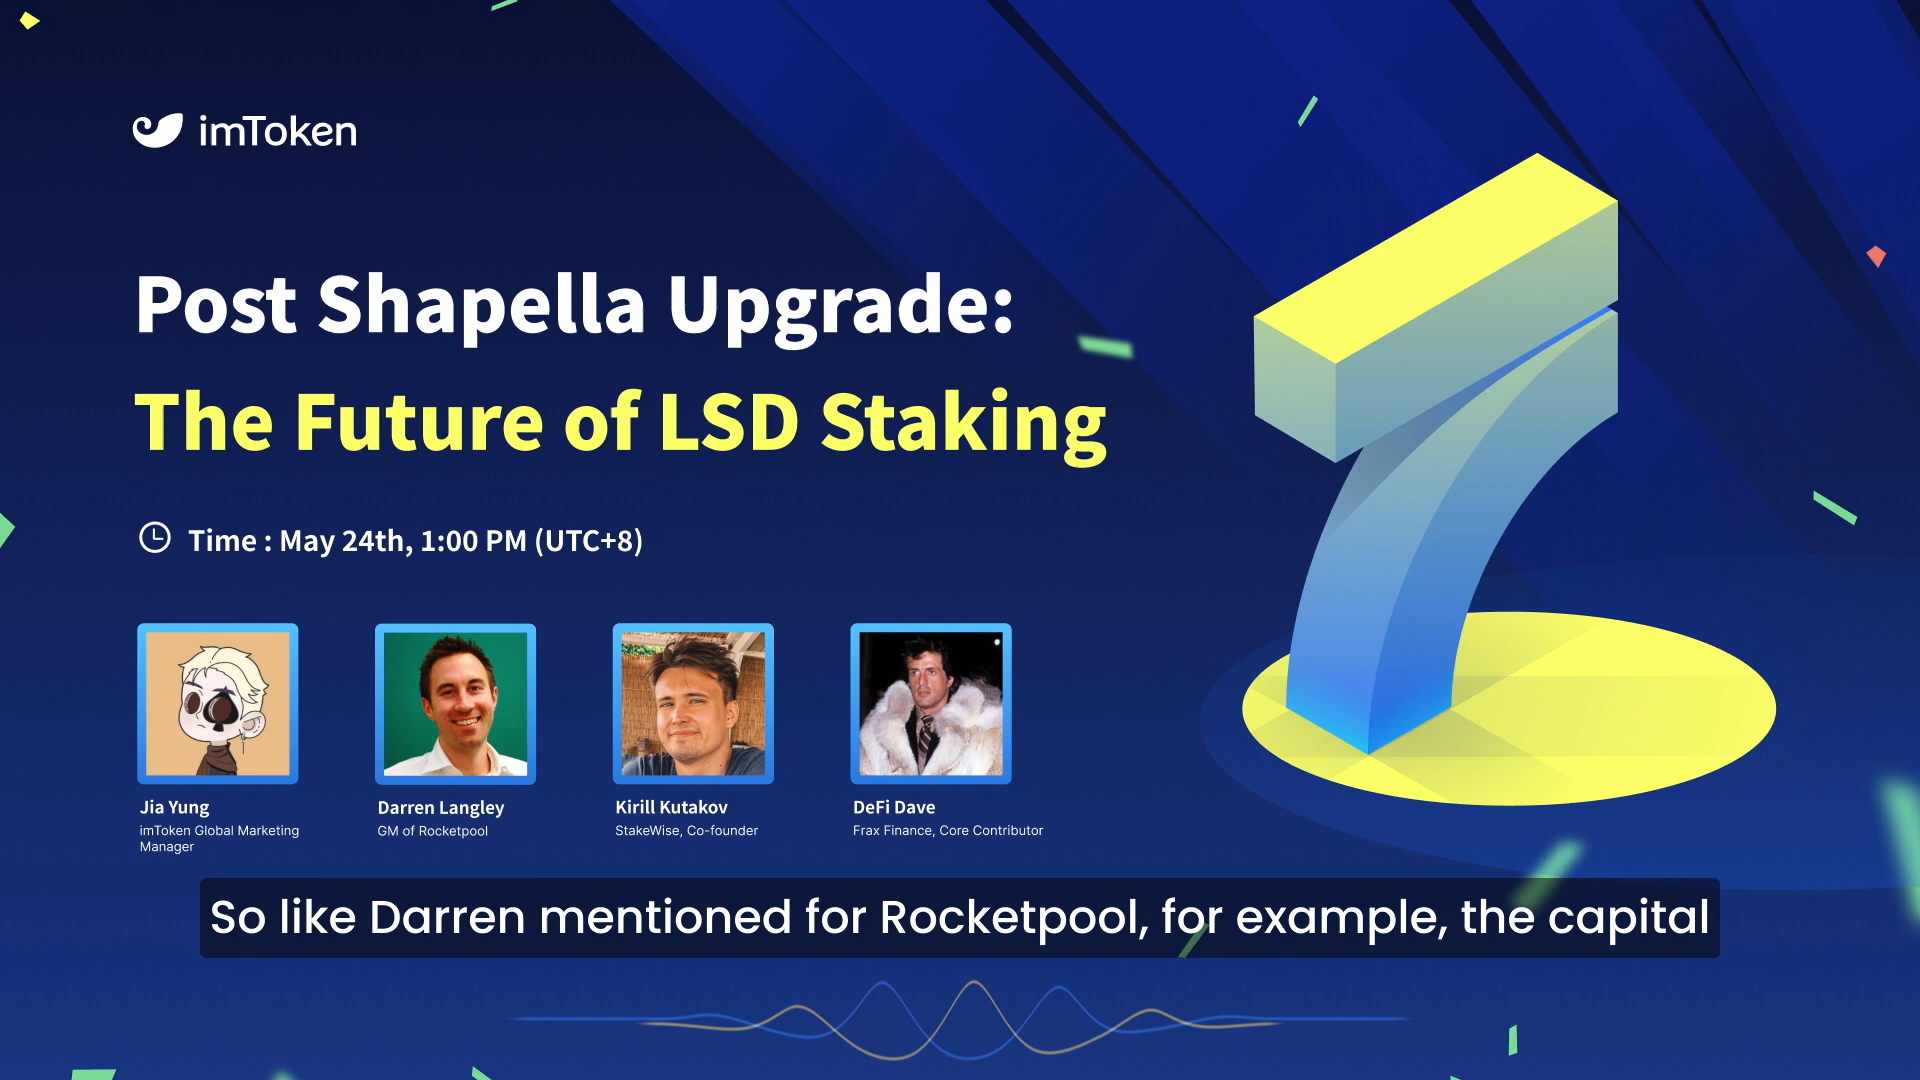 imToken
Post Shapella Upgrade:
The Future of LSD Staking
Time : May 24th, 1:00 PM (UTC+8)
Jia Yung
imToken Global Marketing
Manager
Darren Langley
GM of Rocketpool
Kirill Kutakov
StakeWise, Co-founder
DeFi Dave
Frax Finance, Core Contributor
So like Darren mentioned for Rocketpool, for example, the capital